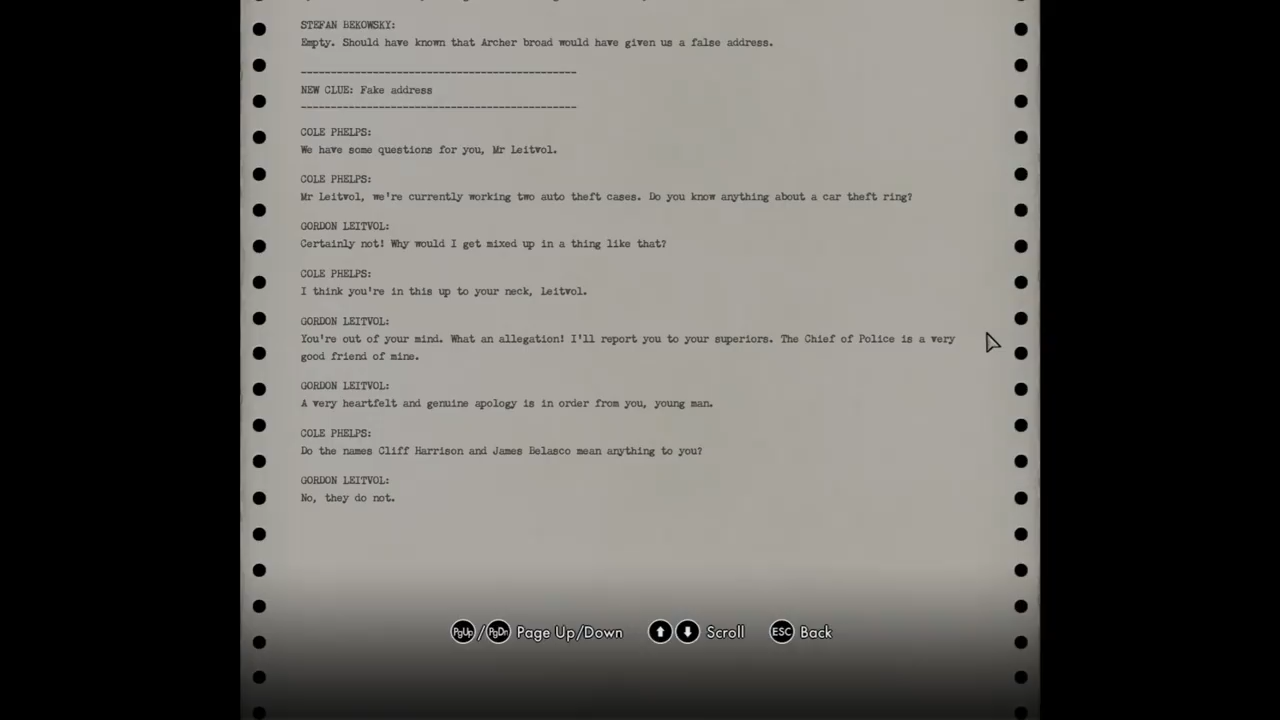 STEFAN BEKOWSKY:
Empty. Should have known that Archer broad would have given us a false address.
----------------------------------------------
NEW CLUE: Fake address
----------------------------------------------
COLE PHELPS:
We have some questions for you, Mr Leitvol.
COLE PHELPS:
Mr Leitvol, we're currently working two auto theft cases. Do you know anything about a car theft ring?
GORDON LEITVOL:
Certainly not! Why would I get mixed up in a thing like that?
COLE PHELPS:
I think you're in this up to your neck, Leitvol.
GORDON LEITVOL:
You're out of your mind. What an allegation! I'll report you to your superiors. The Chief of Police is a very
good friend of mine.
GORDON LEITVOL:
A very heartfelt and genuine apology is in order from you, young man.
COLE PHELPS:
Do the names Cliff Harrison and James Belasco mean anything to you?
GORDON LEITVOL:
No, they do not.
PgUp/PgDn Page Up/Down ⬆ ⬇ Scroll ESC Back